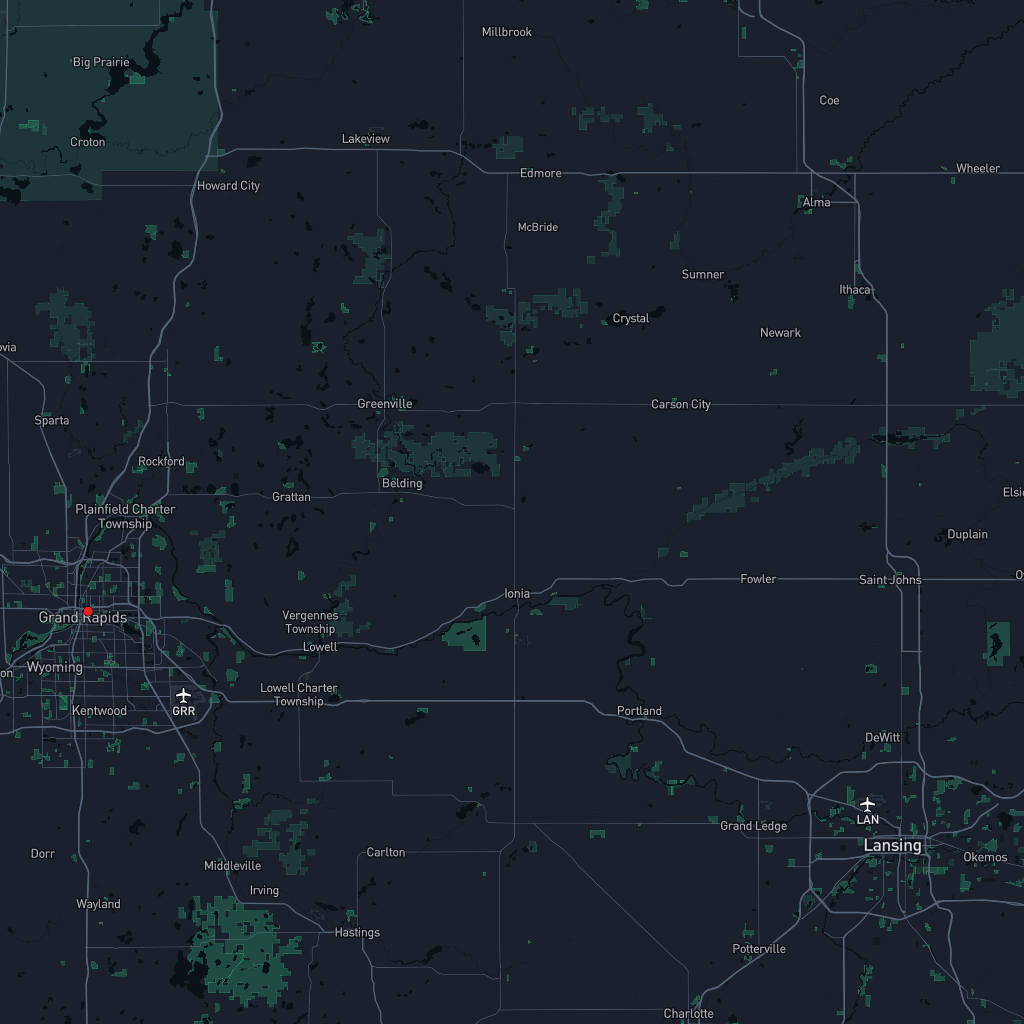 Millbrook
Big Prairie
Coe
Croton
Lakeview
Wheeler
Edmore
Howard City
Alma
McBride
Sumner
Ithaca
Crystal
Newark
ovia
Greenville
Carson City
Sparta
Rockford
Belding
Grattan
Elsi
Plainfield Charter
Township
Duplain
Fowler
Saint Johns
O
Ionia
Grand Rapids
Vergennes
Township
Lowell
Wyoming
on
Lowell Charter
Township
GRR
Kentwood
Portland
DeWitt
LAN
Grand Ledge
Lansing
Dorr
Carlton
Okemos
Middleville
Irving
Wayland
Hastings
Potterville
Charlotte